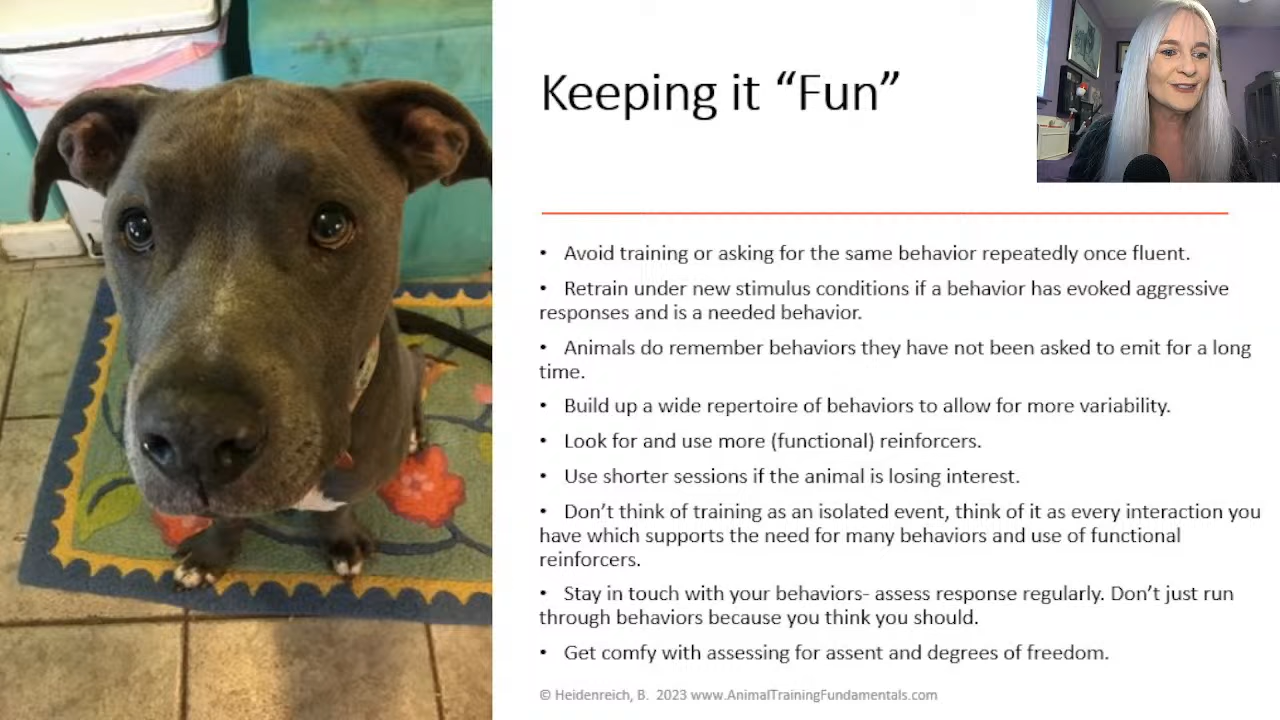 Keeping it “Fun”
• Avoid training or asking for the same behavior repeatedly once fluent.
• Retrain under new stimulus conditions if a behavior has evoked aggressive
responses and is a needed behavior.
• Animals do remember behaviors they have not been asked to emit for a long
time.
• Build up a wide repertoire of behaviors to allow for more variability.
• Look for and use more (functional) reinforcers.
• Use shorter sessions if the animal is losing interest.
• Don’t think of training as an isolated event, think of it as every interaction you
have which supports the need for many behaviors and use of functional
reinforcers.
• Stay in touch with your behaviors- assess response regularly. Don’t just run
through behaviors because you think you should.
• Get comfy with assessing for assent and degrees of freedom.
© Heidenreich, B. 2023 www.AnimalTrainingFundamentals.com